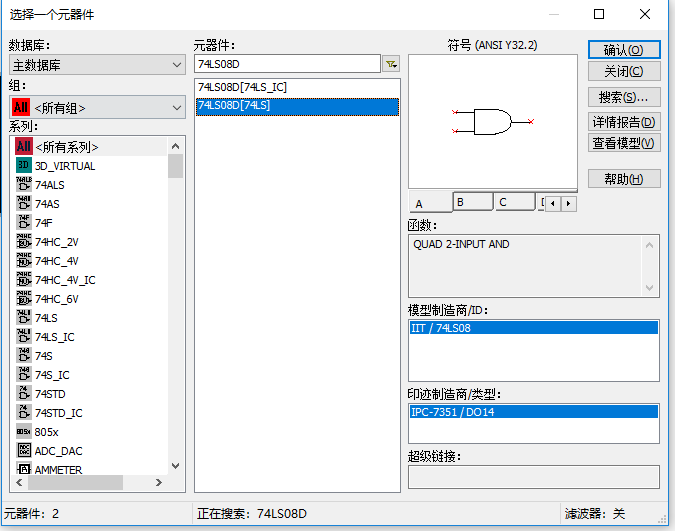 选择一个元器件
数据库:
主数据库
组:
All <所有组>
系列:
All <所有系列>
3D 3D_VIRTUAL
74ALS
74AS
74F
74HC_2V
74HC_4V
74HC_4V_IC
74HC_6V
74LS
74LS_IC
74S
74S_IC
74STD
74STD_IC
805x 805x
ADC_DAC
AMMETER
元器件:
74LS08D
74LS08D[74LS_IC]
74LS08D[74LS]
符号 (ANSI Y32.2)
A B C D
函数:
QUAD 2-INPUT AND
模型制造商/ID:
IIT / 74LS08
印迹制造商/类型:
IPC-7351 / DO14
超级链接:
确认(O)
关闭(C)
搜索(S)...
详情报告(D)
查看模型(V)
帮助(H)
元器件: 2
正在搜索: 74LS08D
滤波器: 关